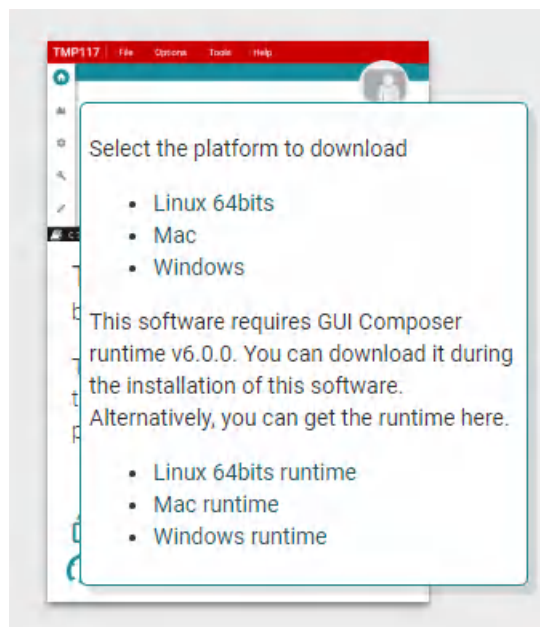 TMP117 File Options Tools Help
Select the platform to download
• Linux 64bits
• Mac
• Windows
This software requires GUI Composer
runtime v6.0.0. You can download it during
the installation of this software.
Alternatively, you can get the runtime here.
• Linux 64bits runtime
• Mac runtime
• Windows runtime